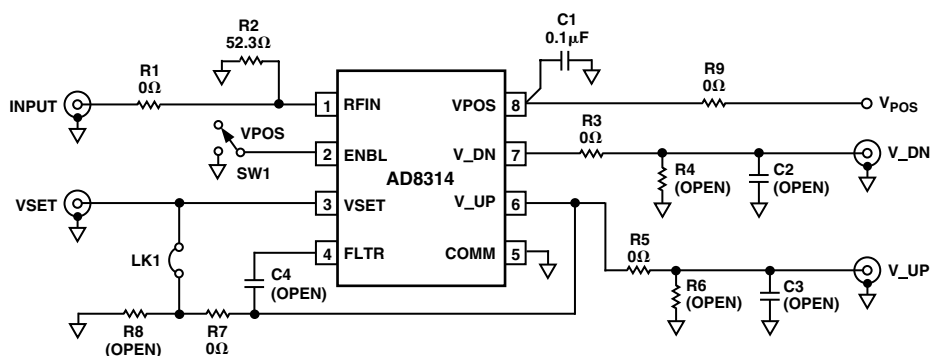 C1
0.1µF
R2
52.3Ω
R1
0Ω
R9
0Ω
INPUT
1 RFIN
VPOS 8
VPOS
VPOS
SW1
2 ENBL
V_DN 7
R3
0Ω
V_DN
R4
(OPEN)
C2
(OPEN)
AD8314
VSET
3 VSET
V_UP 6
LK1
4 FLTR
COMM 5
C4
(OPEN)
R5
0Ω
V_UP
R6
(OPEN)
C3
(OPEN)
R8
(OPEN)
R7
0Ω